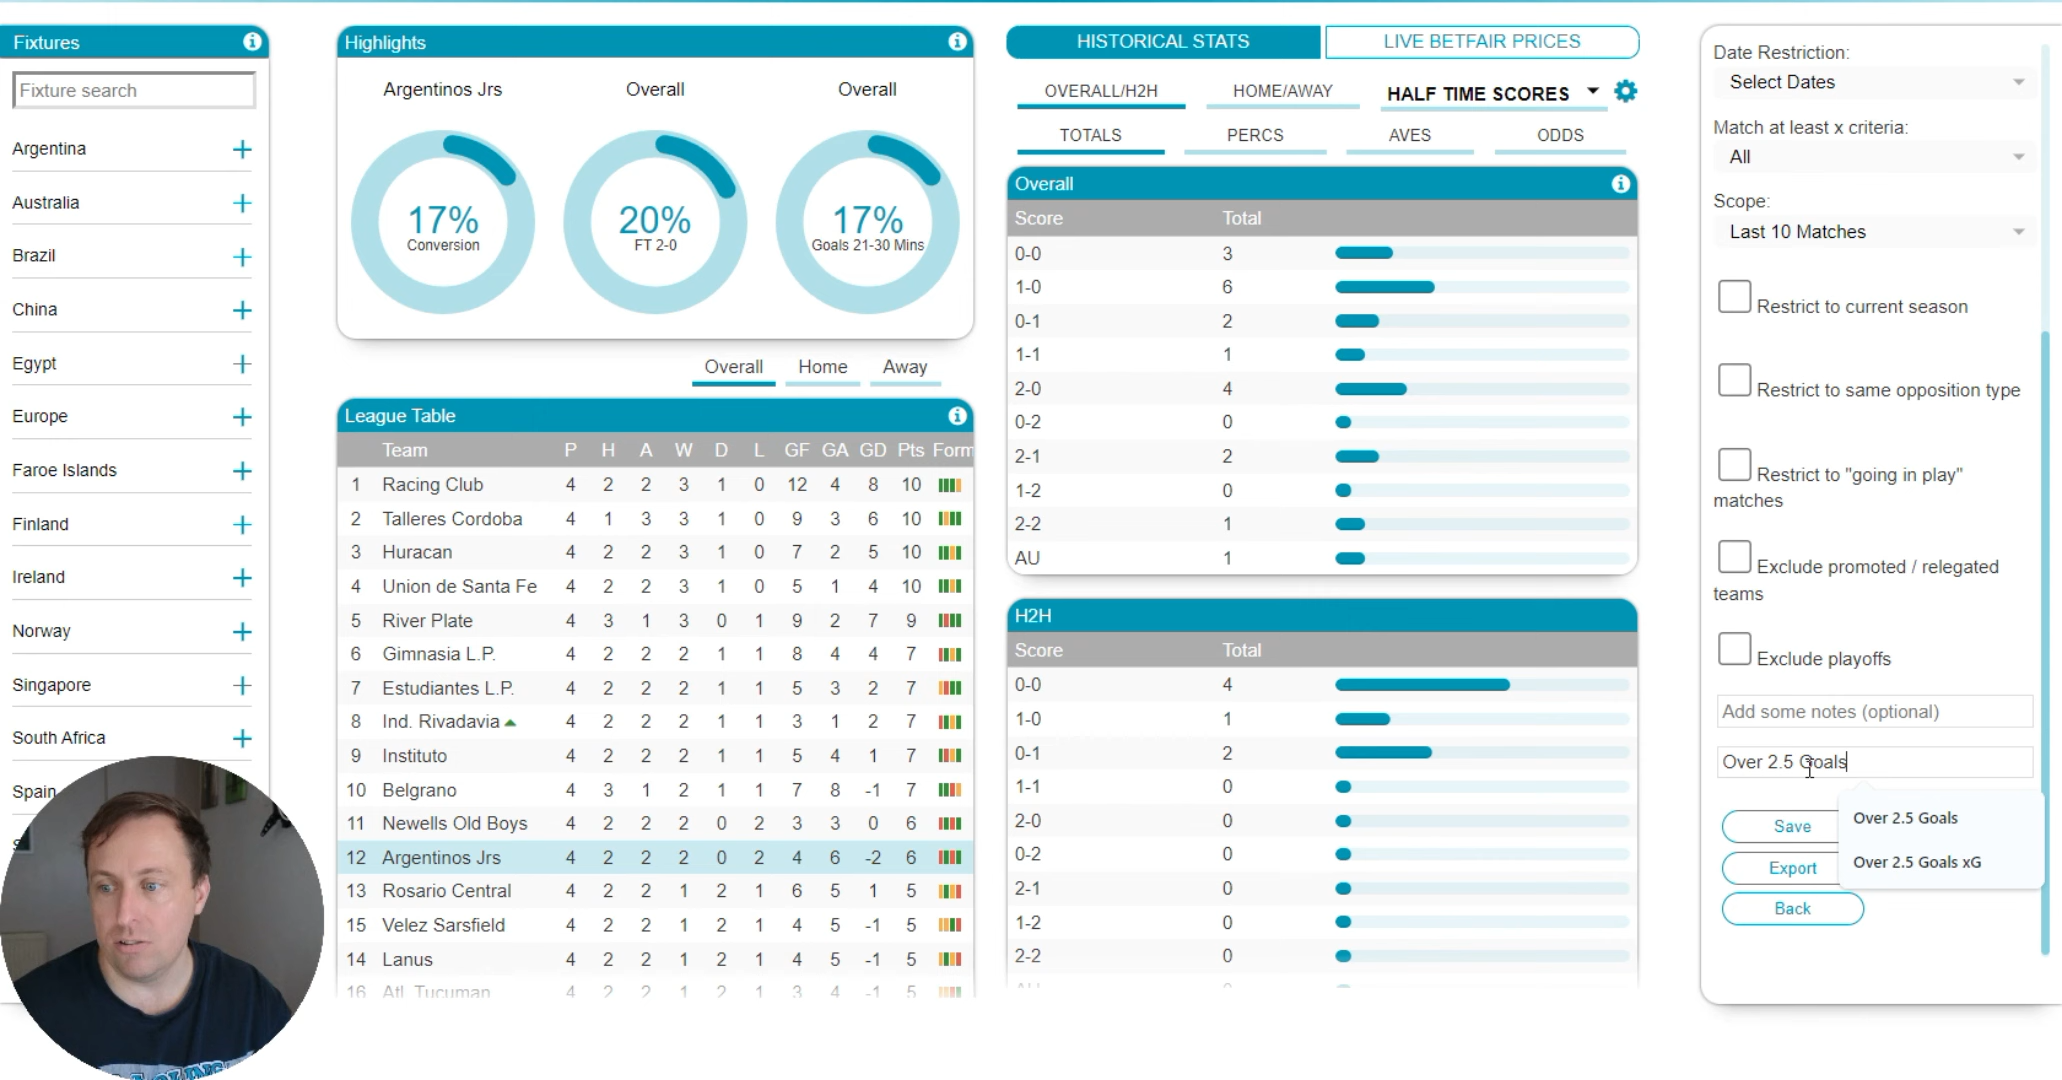 Fixtures
Fixture search
Argentina
Australia
Brazil
China
Egypt
Europe
Faroe Islands
Finland
Ireland
Norway
Singapore
South Africa
Spain
Highlights
Argentinos Jrs Overall Overall
17% 20% 17%
Conversion FT 2-0 Goals 21-30 Mins
Overall Home Away
League Table
Team P H A W D L GF GA GD Pts Form
1 Racing Club 4 2 2 3 1 0 12 4 8 10
2 Talleres Cordoba 4 1 3 3 1 0 9 3 6 10
3 Huracan 4 2 2 3 1 0 7 2 5 10
4 Union de Santa Fe 4 2 2 3 1 0 5 1 4 10
5 River Plate 4 3 1 3 0 1 9 2 7 9
6 Gimnasia L.P. 4 2 2 2 1 1 8 4 4 7
7 Estudiantes L.P. 4 2 2 2 1 1 5 3 2 7
8 Ind. Rivadavia 4 2 2 2 1 1 3 1 2 7
9 Instituto 4 2 2 2 1 1 5 4 1 7
10 Belgrano 4 3 1 2 1 1 7 8 -1 7
11 Newells Old Boys 4 2 2 2 0 2 3 3 0 6
12 Argentinos Jrs 4 2 2 2 0 2 4 6 -2 6
13 Rosario Central 4 2 2 1 2 1 6 5 1 5
15 Velez Sarsfield 4 2 2 1 2 1 4 5 -1 5
14 Lanus 4 2 2 1 2 1 4 5 -1 5
16 Atl. Tucuman 4 2 2 1 2 1 3 4 -1 5
HISTORICAL STATS LIVE BETFAIR PRICES
OVERALL/H2H HOME/AWAY HALF TIME SCORES
TOTALS PERCS AVES ODDS
Overall
Score Total
0-0 3
1-0 6
0-1 2
1-1 1
2-0 4
0-2 0
2-1 2
1-2 0
2-2 1
AU 1
H2H
Score Total
0-0 4
1-0 1
0-1 2
1-1 0
2-0 0
0-2 0
2-1 0
1-2 0
2-2 0
Date Restriction:
Select Dates
Match at least x criteria:
All
Scope:
Last 10 Matches
Restrict to current season
Restrict to same opposition type
Restrict to "going in play"
matches
Exclude promoted / relegated
teams
Exclude playoffs
Add some notes (optional)
Over 2.5 Goals
Over 2.5 Goals
Over 2.5 Goals xG
Save
Export
Back